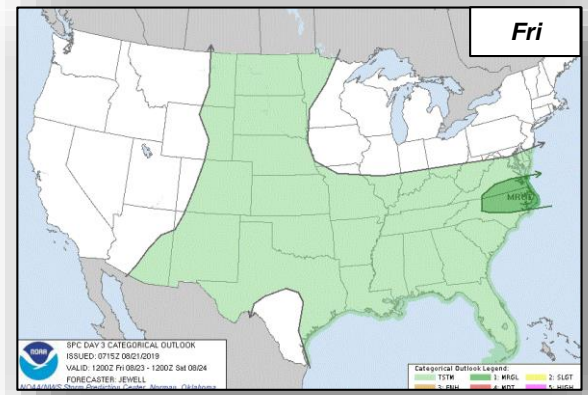 Fri
MRGL
NOAA
SPC DAY 3 CATEGORICAL OUTLOOK
ISSUED: 0715Z 08/21/2019
VALID: 1200Z Fri 08/23 - 1200Z Sat 08/24
FORECASTER: JEWELL
NOAA/NWS Storm Prediction Center, Norman, Oklahoma
Categorical Outlook Legend:
TSTM 1: MRGL 2: SLGT
3: ENH 4: MDT 5: HIGH